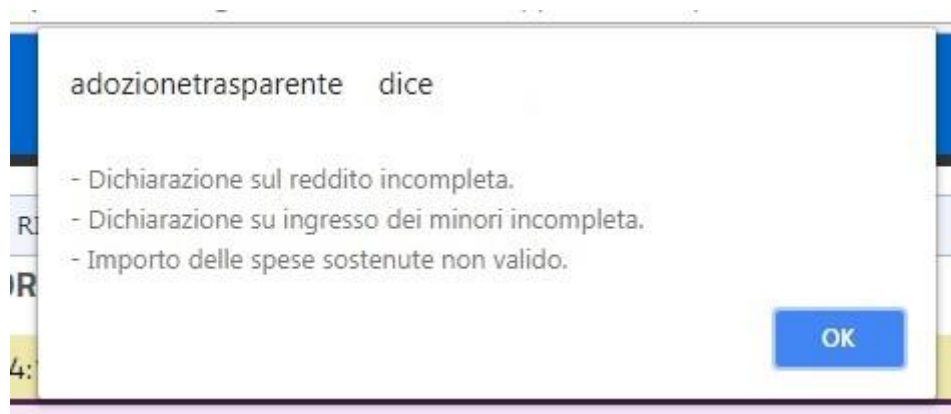 adozionetrasparente dice
- Dichiarazione sul reddito incompleta.
- Dichiarazione su ingresso dei minori incompleta.
- Importo delle spese sostenute non valido.
OK